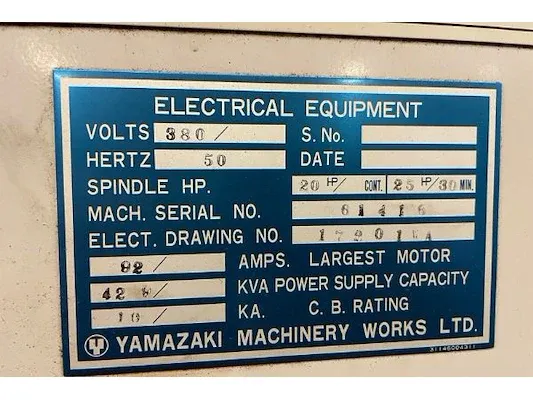 ELECTRICAL EQUIPMENT
VOLTS 380/ S. No.
HERTZ 50 DATE
SPINDLE HP. 20 HP/ CONT. 25 HP/30 MIN.
MACH. SERIAL NO. 61416
ELECT. DRAWING NO.
92/ AMPS. LARGEST MOTOR
KVA POWER SUPPLY CAPACITY
10/ KA. C. B. RATING
YAMAZAKI MACHINERY WORKS LTD.